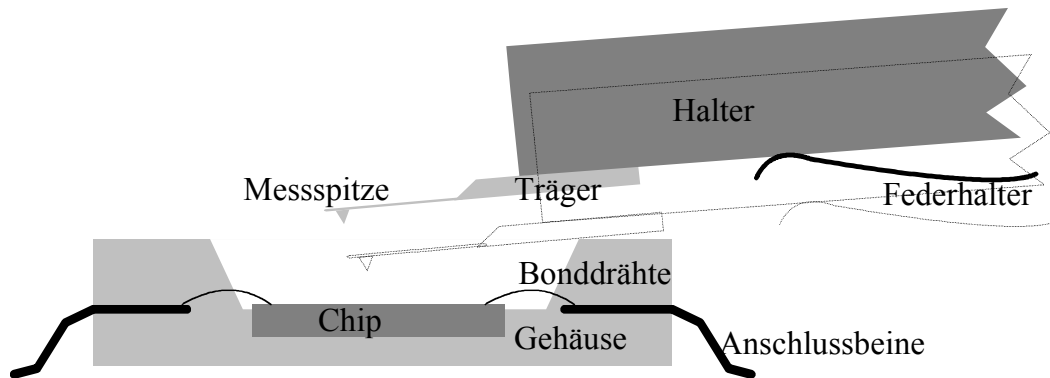 Halter
Messspitze
Träger
Federhalter
Bonddrähte
Chip
Gehäuse
Anschlussbeine